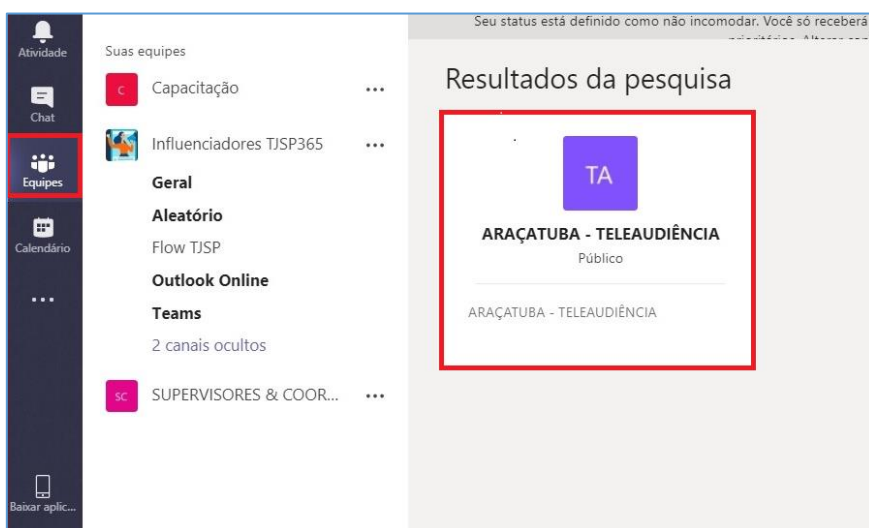 Seu status está definido como não incomodar. Você só receberá
Atividade
Chat
Equipes
Calendário
Baixar aplic...
Suas equipes
C
Capacitação
Influenciadores TJSP365
Geral
Aleatório
Flow TJSP
Outlook Online
Teams
2 canais ocultos
SC
SUPERVISORES & COOR...
Resultados da pesquisa
TA
ARAÇATUBA - TELEAUDIÊNCIA
Público
ARAÇATUBA - TELEAUDIÊNCIA